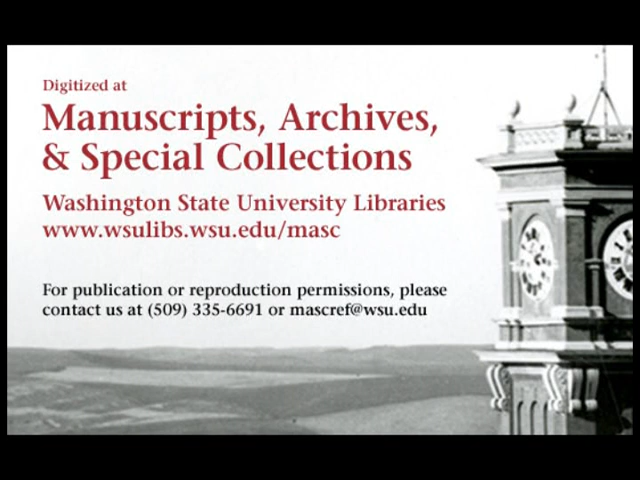 Digitized at
Manuscripts, Archives,
& Special Collections
Washington State University Libraries
www.wsulibs.wsu.edu/masc
For publication or reproduction permissions, please
contact us at (509) 335-6691 or mascref@wsu.edu